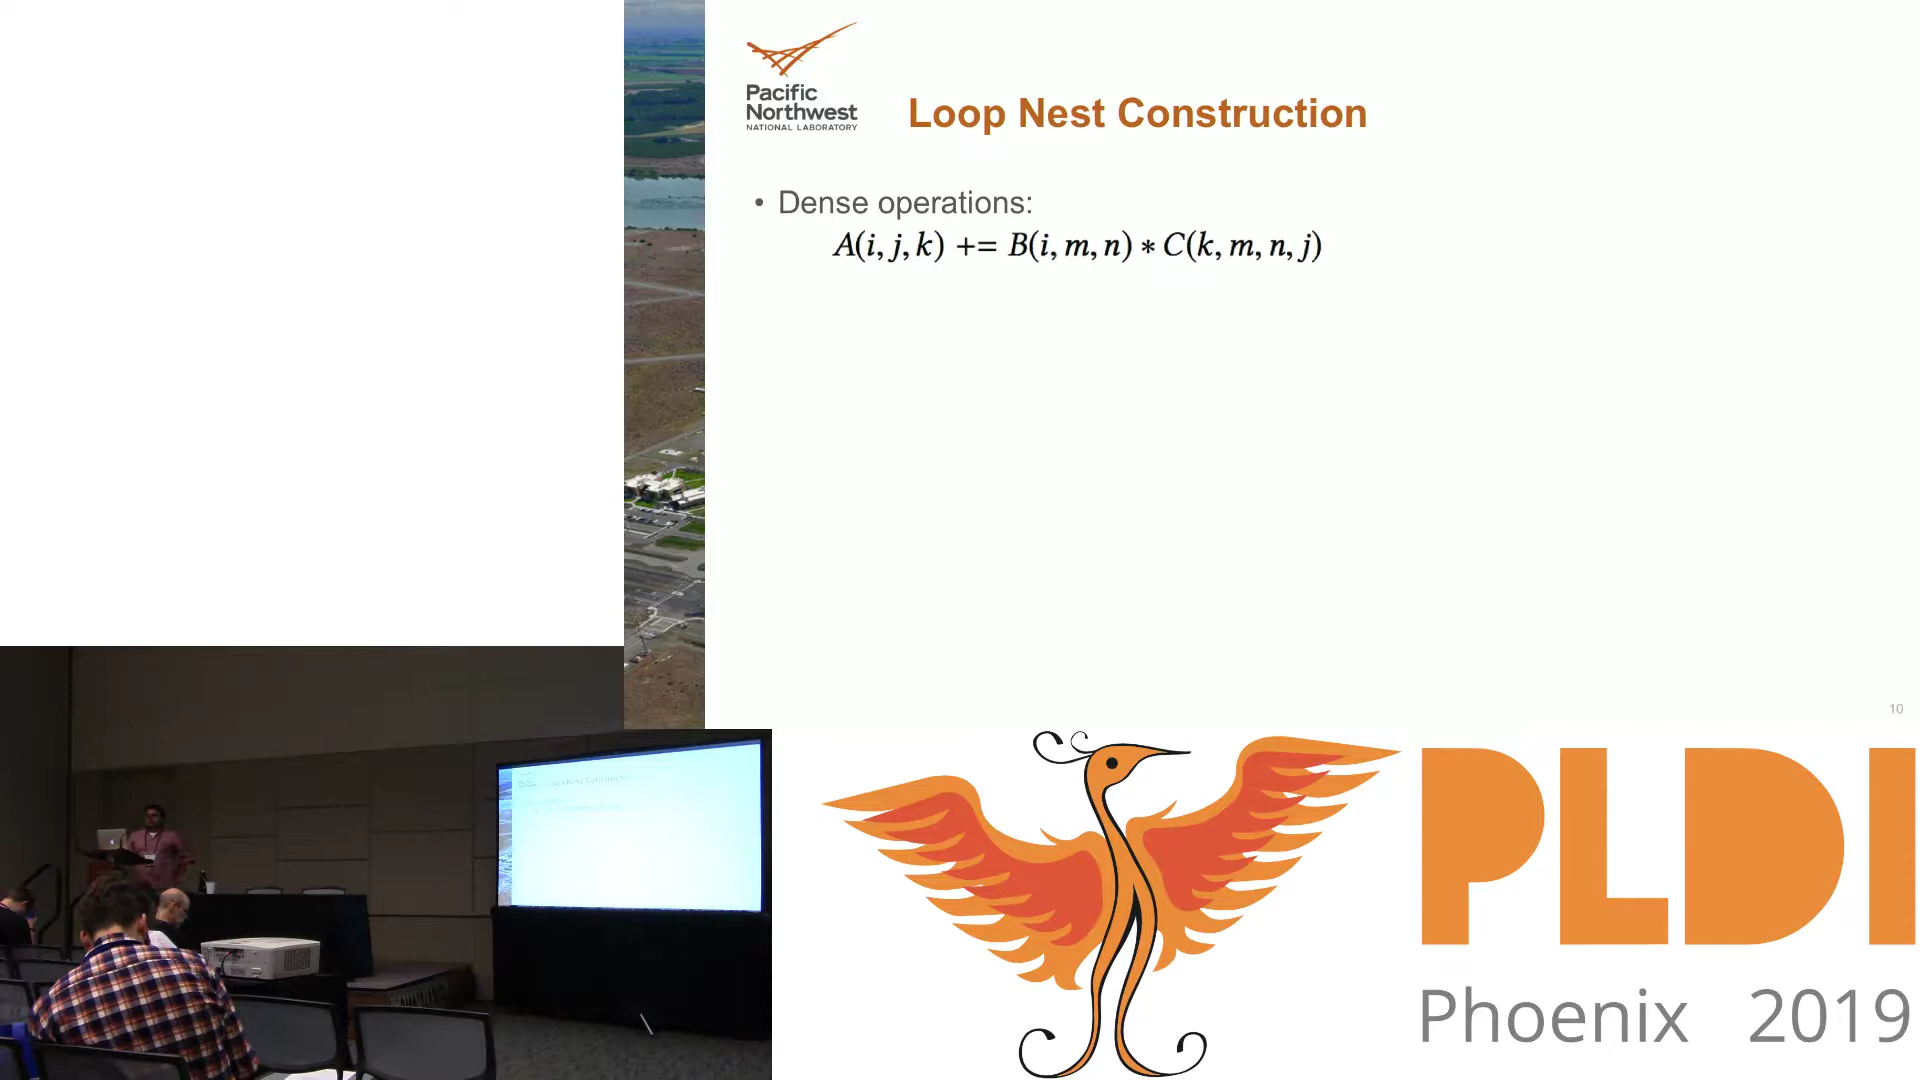 Pacific
Northwest
NATIONAL LABORATORY
Loop Nest Construction
• Dense operations:
A(i, j, k) += B(i, m, n) * C(k, m, n, j)
10
PLDI
Phoenix 2019